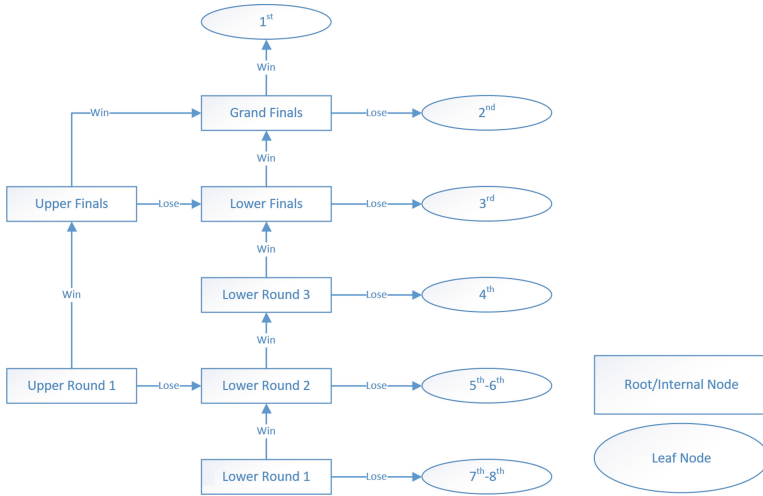 1st
Win
Win
Grand Finals
Lose
2nd
Win
Upper Finals
Lose
Lower Finals
Lose
3rd
Win
Win
Lower Round 3
Lose
4th
Win
Upper Round 1
Lose
Lower Round 2
Lose
5th-6th
Root/Internal Node
Win
Leaf Node
Lower Round 1
Lose
7th-8th